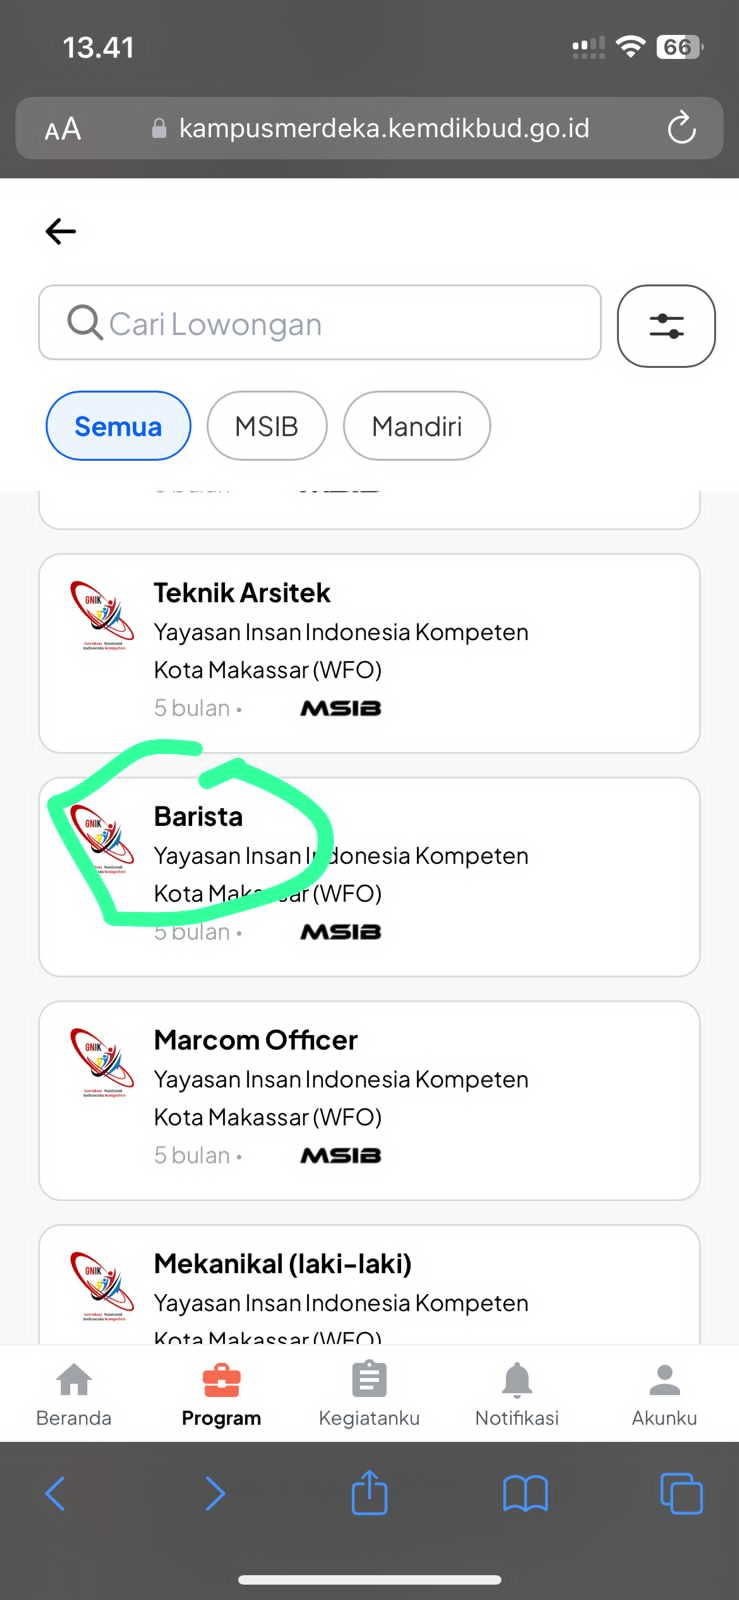 13.41
66
AA
kampusmerdeka.kemdikbud.go.id
Cari Lowongan
Semua
MSIB
Mandiri
Teknik Arsitek
Yayasan Insan Indonesia Kompeten
Kota Makassar (WFO)
5 bulan •
MSIB
GNIK
Barista
Yayasan Insan Indonesia Kompeten
Kota Makassar (WFO)
5 bulan •
MSIB
GNIK
Marcom Officer
Yayasan Insan Indonesia Kompeten
Kota Makassar (WFO)
5 bulan •
MSIB
GNIK
Mekanikal (laki-laki)
Yayasan Insan Indonesia Kompeten
Kota Makassar (WFO)
GNIK
Beranda
Program
Kegiatanku
Notifikasi
Akunku